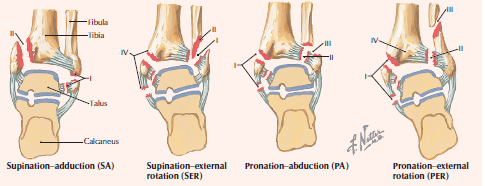 II
Fibula
Tibia
I
Talus
Calcaneus
Supination–adduction (SA)
II
I
IV
Supination–external
rotation (SER)
III
II
I
Pronation–abduction (PA)
III
IV
II
I
Pronation–external
rotation (PER)
F. Netter
M.D.